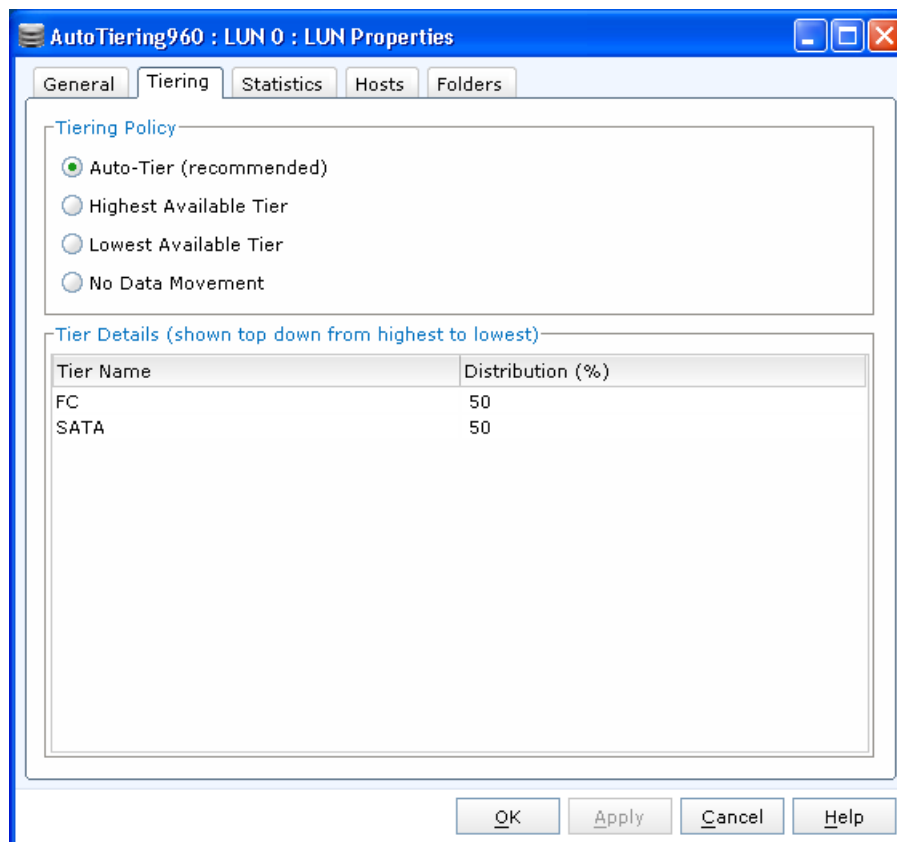 AutoTiering960 : LUN 0 : LUN Properties
General Tiering Statistics Hosts Folders
Tiering Policy
Auto-Tier (recommended)
Highest Available Tier
Lowest Available Tier
No Data Movement
Tier Details (shown top down from highest to lowest)
Tier Name Distribution (%)
FC 50
SATA 50
OK Apply Cancel Help